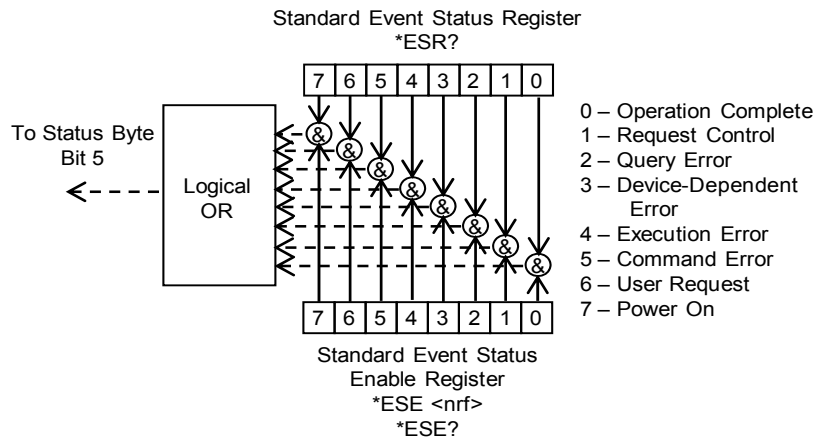 Standard Event Status Register
*ESR?
7 6 5 4 3 2 1 0
To Status Byte
Bit 5
Logical
OR
&
&
&
&
&
&
&
&
0 – Operation Complete
1 – Request Control
2 – Query Error
3 – Device-Dependent
Error
4 – Execution Error
5 – Command Error
6 – User Request
7 – Power On
7 6 5 4 3 2 1 0
Standard Event Status
Enable Register
*ESE <nrf>
*ESE?